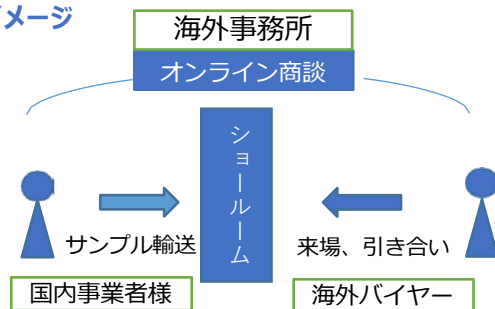 メージ
海外事務所
オンライン商談
ショールーム
サンプル輸送
来場、引き合い
国内事業者様
海外バイヤー